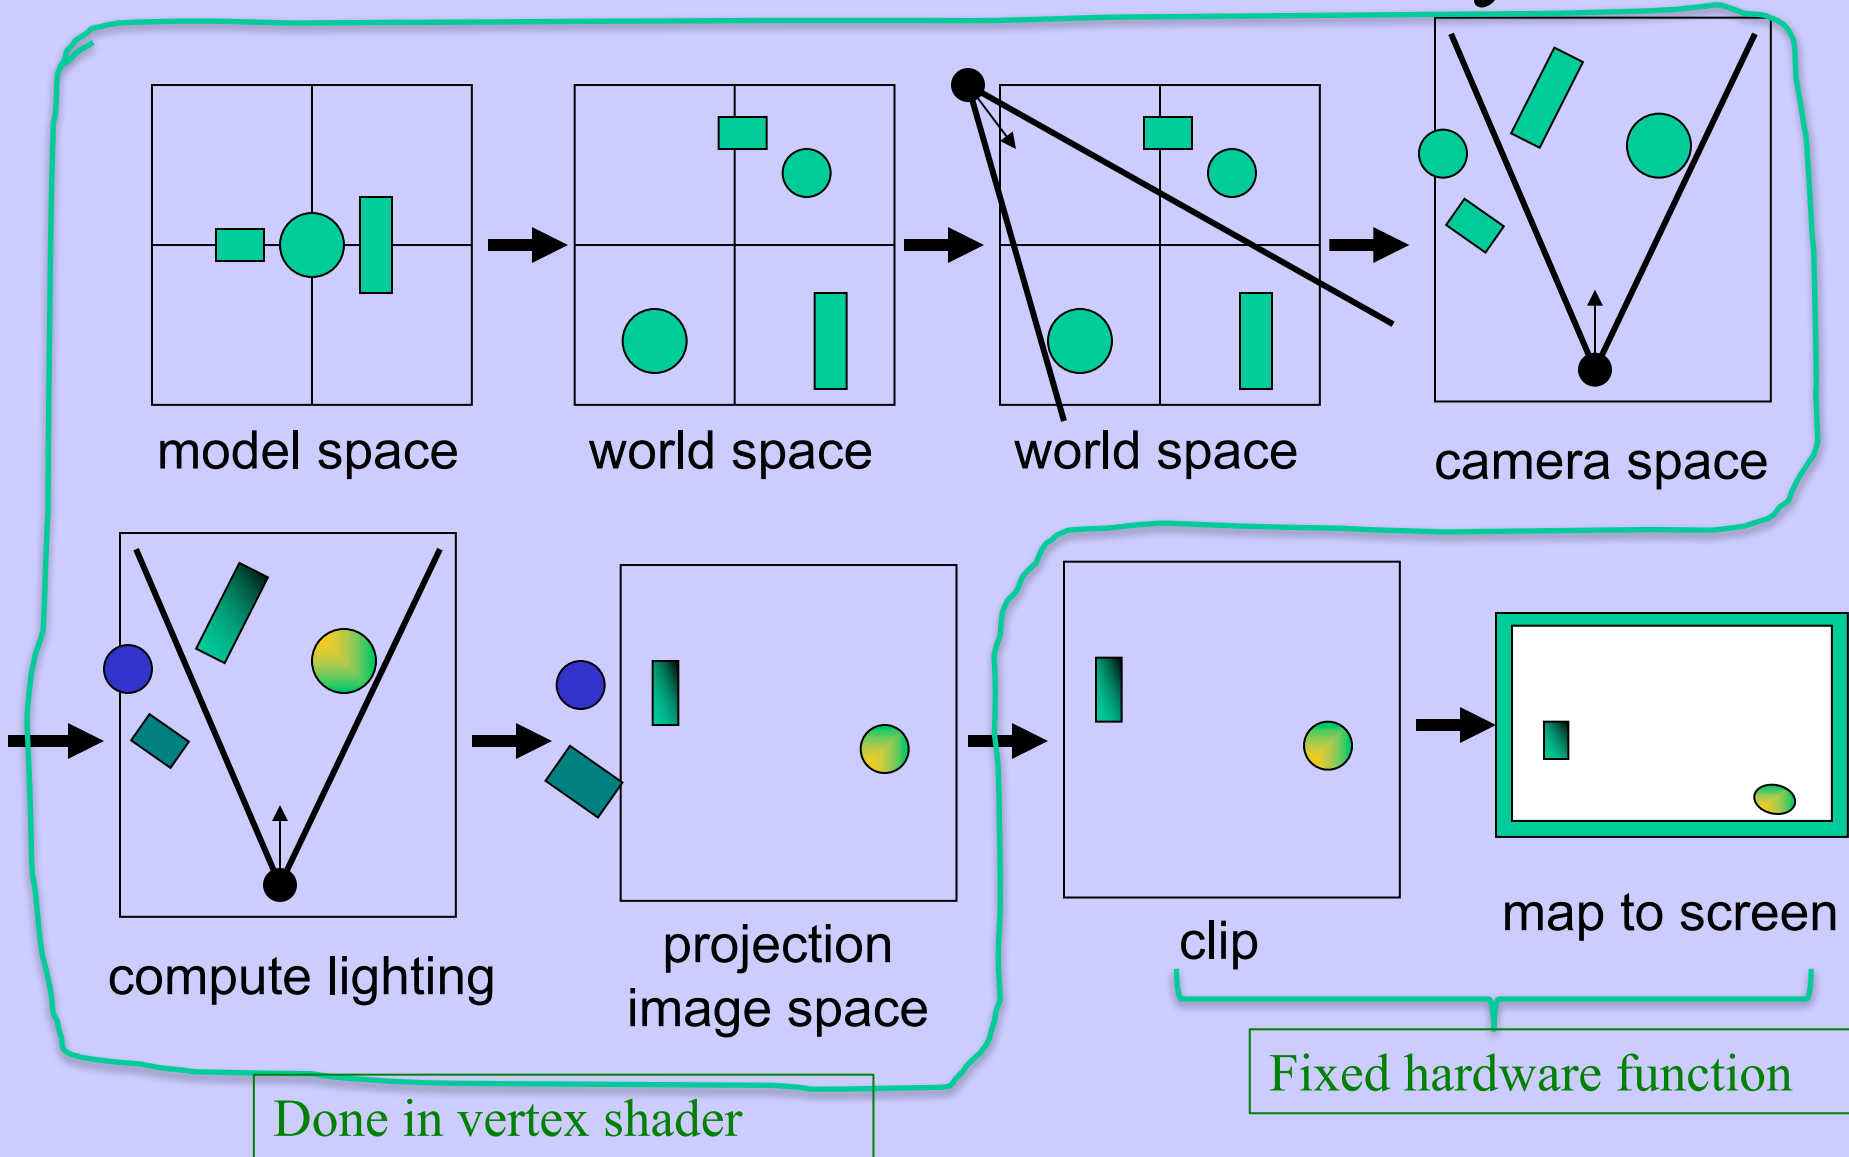 model space
world space
world space
camera space
compute lighting
projection
image space
clip
map to screen
Fixed hardware function
Done in vertex shader